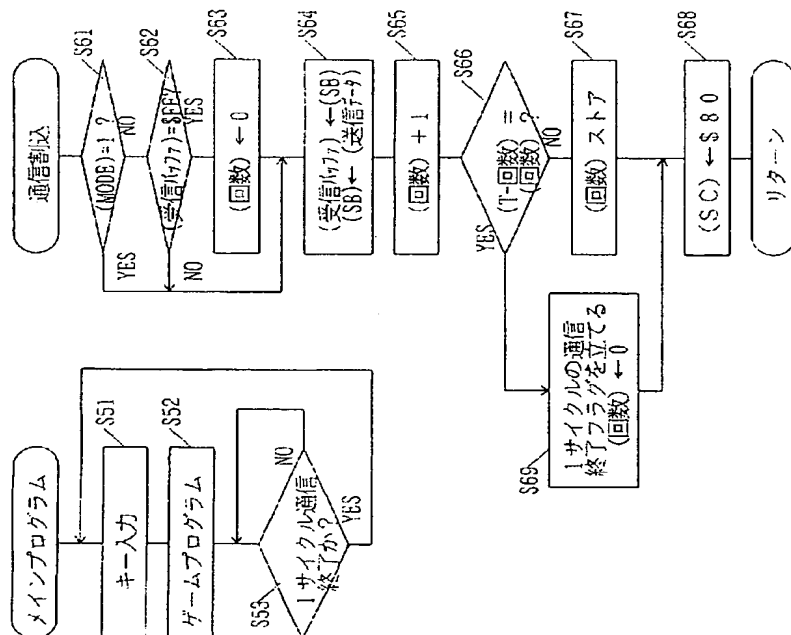 メインプログラム
キー入力
S51
ゲームプログラム
S52
1サイクル通信
終了か?
S53
NO
YES
通信割込
(MODB)=1 ?
S61
YES
NO
(受信バッファ)=$FE?
S62
NO
YES
(回数) ← 0
S63
(受信バッファ) ← (SB)
(SB) ← (送信データ)
S64
(回数) + 1
S65
(T-回数) =
(回数) ?
S66
YES
NO
(回数) ストア
S67
1サイクルの通信
終了フラグを立てる
(回数) ← 0
S69
(SC) ← $80
S68
リターン